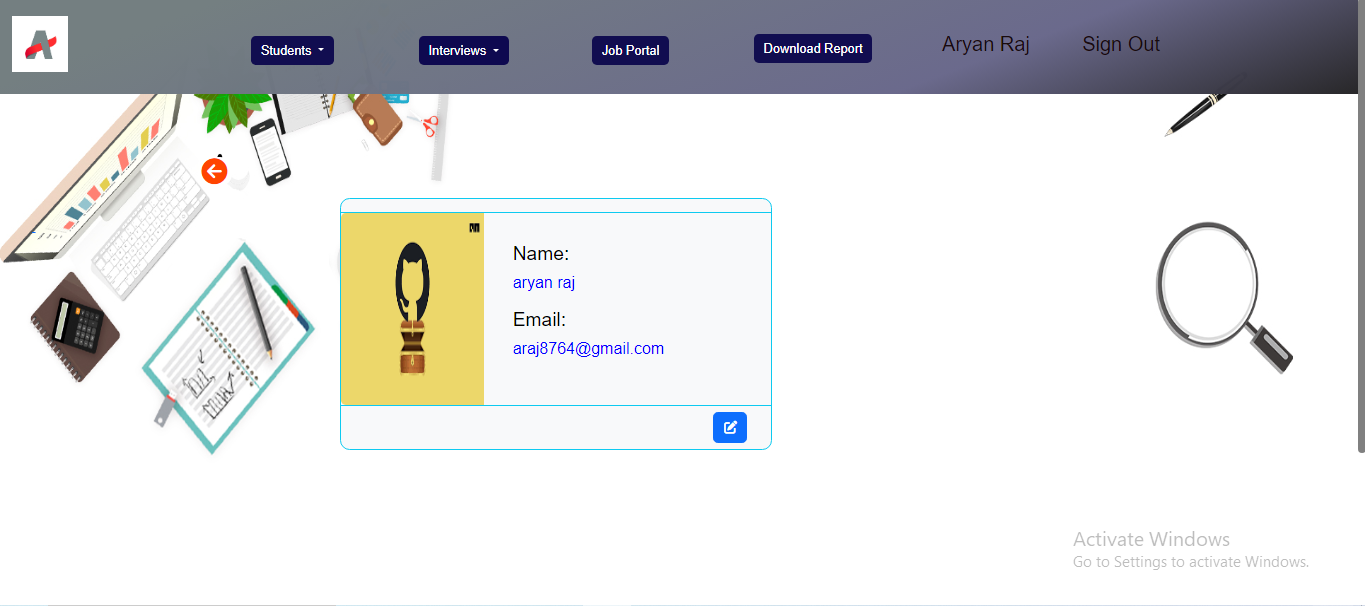 Students
Interviews
Job Portal
Download Report
Aryan Raj
Sign Out
Name:
aryan raj
Email:
araj8764@gmail.com
Activate Windows
Go to Settings to activate Windows.